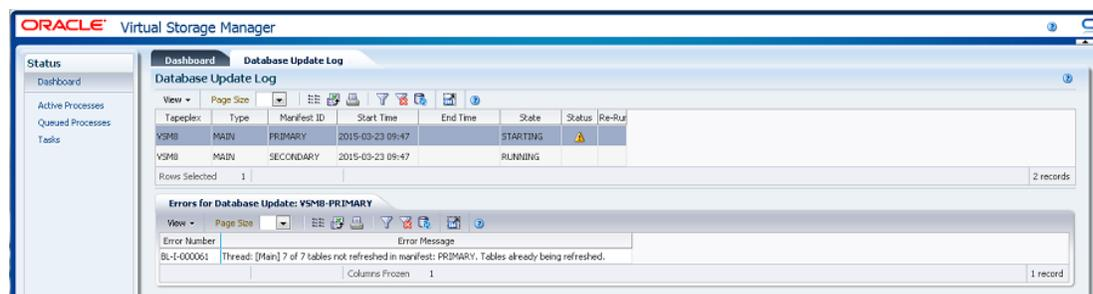 ORACLE Virtual Storage Manager
Status
Dashboard
Active Processes
Queued Processes
Tasks
Dashboard Database Update Log
Database Update Log
View Page Size
Tapeplex Type Manifest ID Start Time End Time State Status Re-Run
VSM8 MAIN PRIMARY 2015-03-23 09:47 STARTING
VSM8 MAIN SECONDARY 2015-03-23 09:47 RUNNING
Rows Selected 1 2 records
Errors for Database Update: VSM8-PRIMARY
View Page Size
Error Number Error Message
BL-I-000061 Thread: [Main] 7 of 7 tables not refreshed in manifest: PRIMARY. Tables already being refreshed.
Columns Frozen 1 1 record